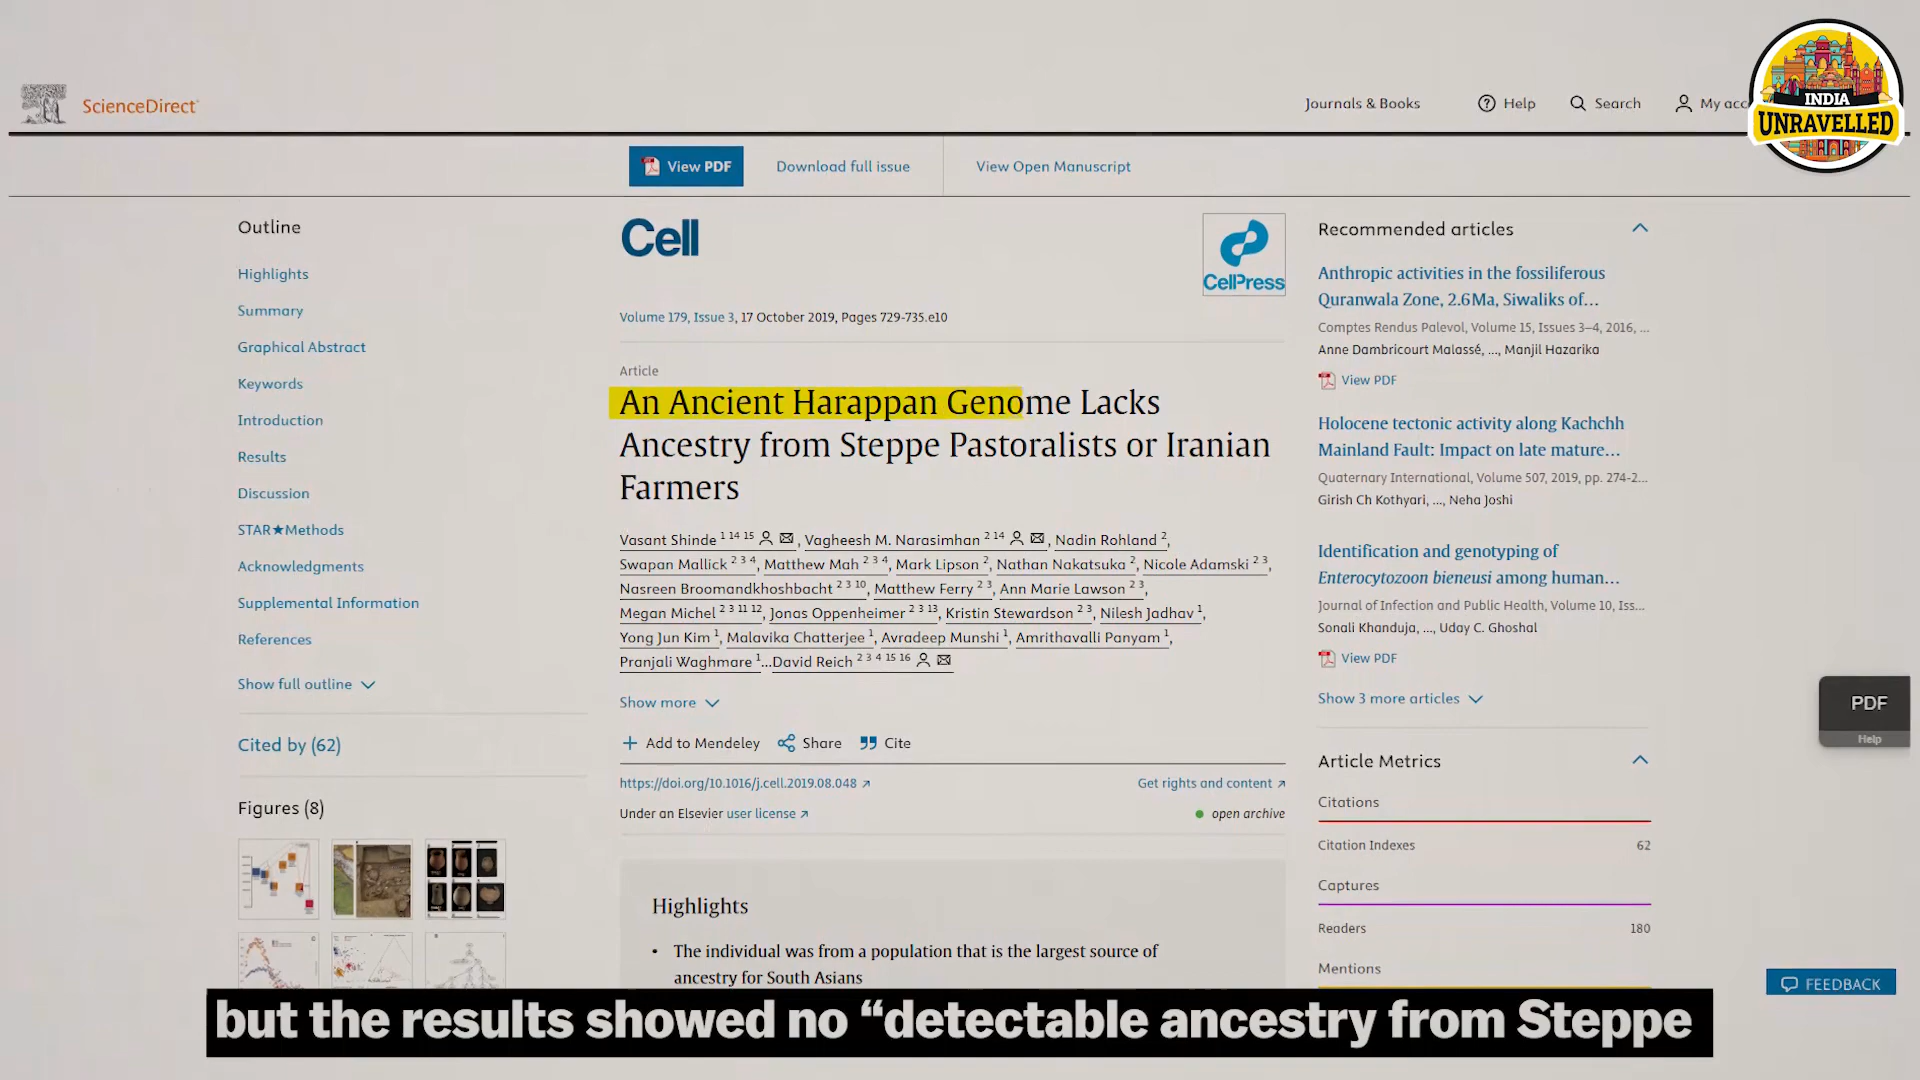 ScienceDirect
Journals & Books
Help
Search
My acc
INDIA
UNRAVELLED
View PDF
Download full issue
View Open Manuscript
Outline
Highlights
Summary
Graphical Abstract
Keywords
Introduction
Results
Discussion
STAR★Methods
Acknowledgments
Supplemental Information
References
Show full outline
Cited by (62)
Figures (8)
Cell
CellPress
Volume 179, Issue 3, 17 October 2019, Pages 729-735.e10
Article
An Ancient Harappan Genome Lacks
Ancestry from Steppe Pastoralists or Iranian
Farmers
Vasant Shinde 1 14 15, Vagheesh M. Narasimhan 2 14, Nadin Rohland 2,
Swapan Mallick 2 3 4, Matthew Mah 2 3 4, Mark Lipson 2, Nathan Nakatsuka 2, Nicole Adamski 2 3,
Nasreen Broomandkhoshbacht 2 3 10, Matthew Ferry 2 3, Ann Marie Lawson 2 3,
Megan Michel 2 3 11 12, Jonas Oppenheimer 2 3 13, Kristin Stewardson 2 3, Nilesh Jadhav 1,
Yong Jun Kim 1, Malavika Chatterjee 1, Avradeep Munshi 1, Amrithavalli Panyam 1,
Pranjali Waghmare 1...David Reich 2 3 4 15 16
Show more
Add to Mendeley
Share
Cite
https://doi.org/10.1016/j.cell.2019.08.048
Get rights and content
Under an Elsevier user license
open archive
Highlights
• The individual was from a population that is the largest source of
ancestry for South Asians
Recommended articles
Anthropic activities in the fossiliferous
Quranwala Zone, 2.6Ma, Siwaliks of…
Comptes Rendus Palevol, Volume 15, Issues 3–4, 2016, ...
Anne Dambricourt Malassé, ..., Manjil Hazarika
View PDF
Holocene tectonic activity along Kachchh
Mainland Fault: Impact on late mature…
Quaternary International, Volume 507, 2019, pp. 274-2...
Girish Ch Kothyari, ..., Neha Joshi
Identification and genotyping of
Enterocytozoon bieneusi among human…
Journal of Infection and Public Health, Volume 10, Iss...
Sonali Khanduja, ..., Uday C. Ghoshal
View PDF
Show 3 more articles
Article Metrics
Citations
Citation Indexes 62
Captures
Readers 180
Mentions
PDF
Help
FEEDBACK
but the results showed no “detectable ancestry from Steppe